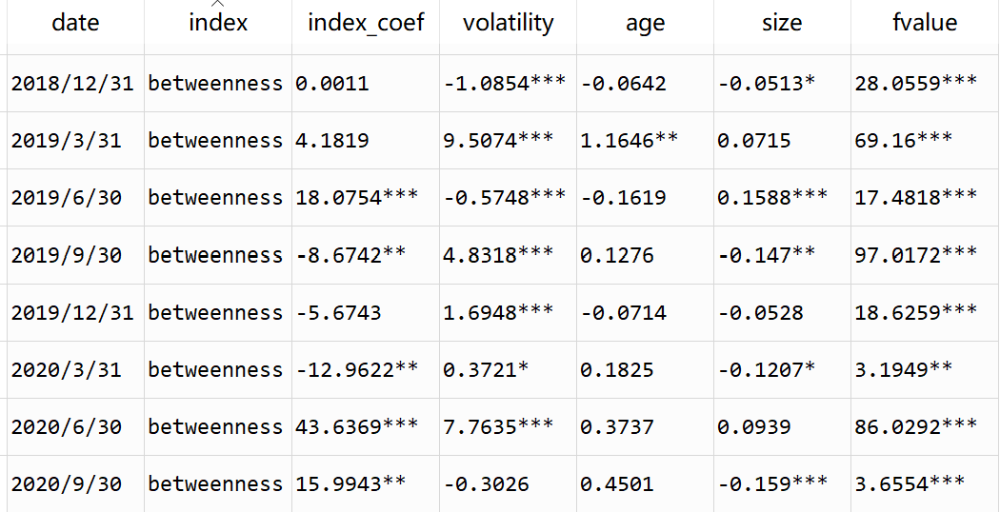 date index index_coef volatility age size fvalue
2018/12/31 betweenness 0.0011 -1.0854*** -0.0642 -0.0513* 28.0559***
2019/3/31 betweenness 4.1819 9.5074*** 1.1646** 0.0715 69.16***
2019/6/30 betweenness 18.0754*** -0.5748*** -0.1619 0.1588*** 17.4818***
2019/9/30 betweenness -8.6742** 4.8318*** 0.1276 -0.147** 97.0172***
2019/12/31 betweenness -5.6743 1.6948*** -0.0714 -0.0528 18.6259***
2020/3/31 betweenness -12.9622** 0.3721* 0.1825 -0.1207* 3.1949**
2020/6/30 betweenness 43.6369*** 7.7635*** 0.3737 0.0939 86.0292***
2020/9/30 betweenness 15.9943** -0.3026 0.4501 -0.159*** 3.6554***